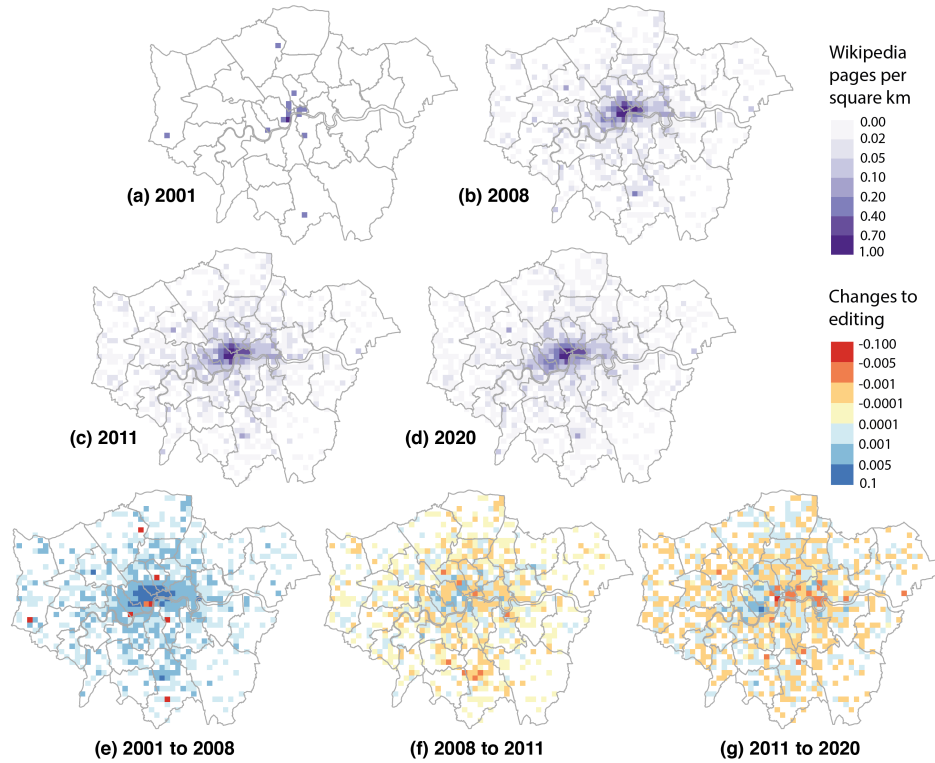 Wikipedia
pages per
square km
0.00
0.02
0.05
0.10
0.20
0.40
0.70
1.00
(a) 2001
(b) 2008
Changes to
editing
-0.100
-0.005
-0.001
-0.0001
0.0001
0.001
0.005
0.1
(c) 2011
(d) 2020
(e) 2001 to 2008
(f) 2008 to 2011
(g) 2011 to 2020